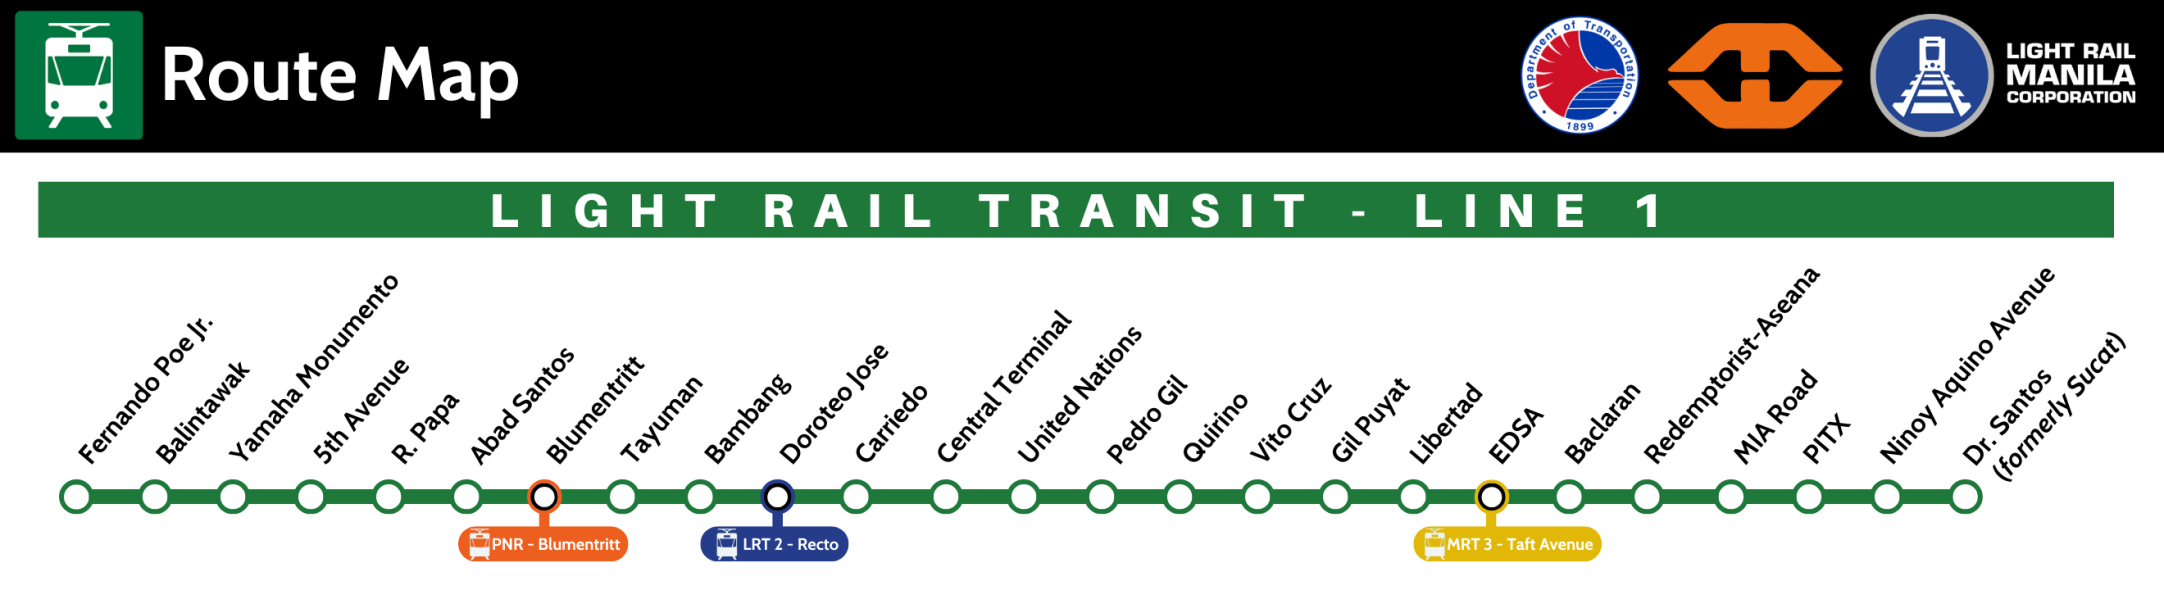 Route Map
Department of Transportation
1899
LIGHT RAIL
MANILA
CORPORATION
LIGHT RAIL TRANSIT - LINE 1
Fernando Poe Jr.
Balintawak
Yamaha Monumento
5th Avenue
R. Papa
Abad Santos
Blumentritt
Tayuman
Bambang
Doroteo Jose
Carriedo
Central Terminal
United Nations
Pedro Gil
Quirino
Vito Cruz
Gil Puyat
Libertad
EDSA
Baclaran
Redemptorist-Aseana
MIA Road
PITX
Ninoy Aquino Avenue
Dr. Santos
(formerly Sucat)
PNR - Blumentritt
LRT 2 - Recto
MRT 3 - Taft Avenue